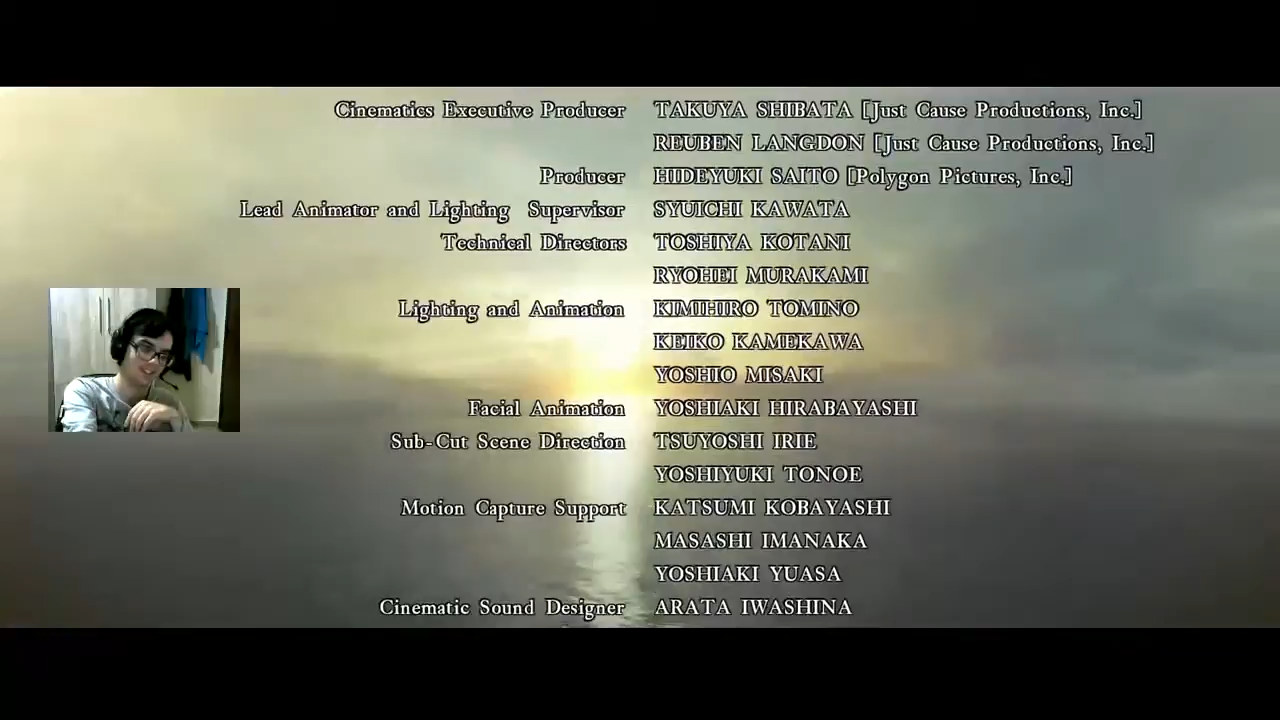 Cinematics Executive Producer TAKUYA SHIBATA [Just Cause Productions, Inc.]
REUBEN LANGDON [Just Cause Productions, Inc.]
Producer HIDEYUKI SAITO [Polygon Pictures, Inc.]
Lead Animator and Lighting Supervisor SYUICHI KAWATA
Technical Directors TOSHIYA KOTANI
RYOHEI MURAKAMI
Lighting and Animation KIMIHIRO TOMINO
KEIKO KAMEKAWA
YOSHIO MISAKI
Facial Animation YOSHIAKI HIRABAYASHI
Sub-Cut Scene Direction TSUYOSHI IRIE
YOSHIYUKI TONOE
Motion Capture Support KATSUMI KOBAYASHI
MASASHI IMANAKA
YOSHIAKI YUASA
Cinematic Sound Designer ARATA IWASHINA